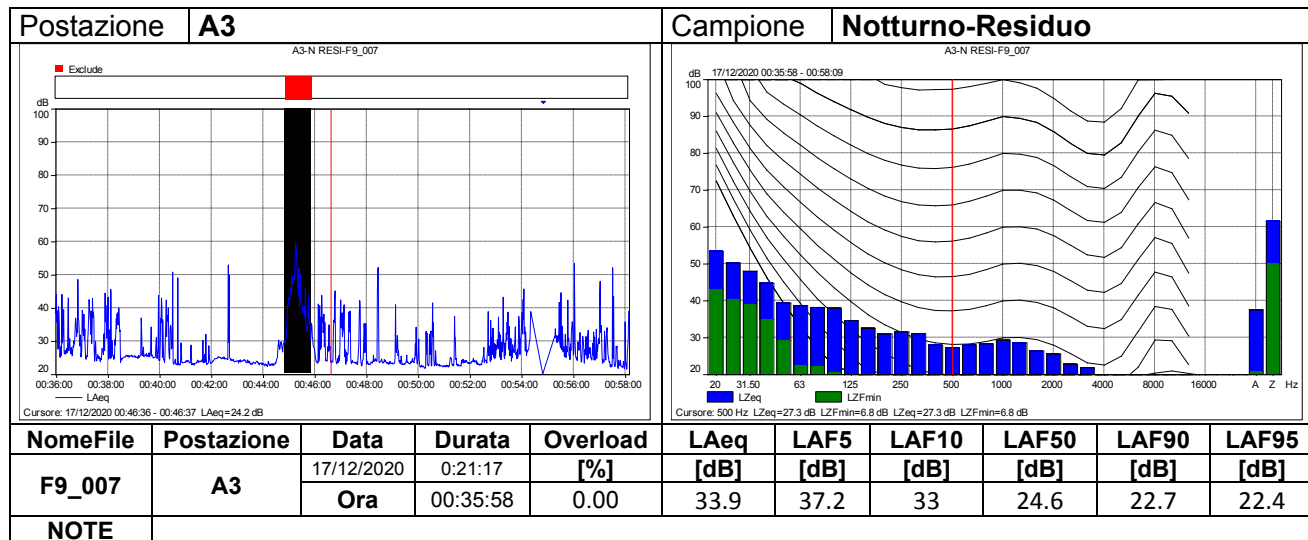 Postazione A3 Campione Notturno-Residuo
A3-N RESI-F9_007
Exclude
dB
100
90
80
70
60
50
40
30
20
00:36:00 00:38:00 00:40:00 00:42:00 00:44:00 00:46:00 00:48:00 00:50:00 00:52:00 00:54:00 00:56:00 00:58:00
LAeq
Cursore: 17/12/2020 00:46:36 - 00:46:37 LAeq=24.2 dB
A3-N RESI-F9_007
dB 17/12/2020 00:35:58 - 00:58:09
100
90
80
70
60
50
40
30
20
20 31.50 63 125 250 500 1000 2000 4000 8000 16000 A Z Hz
LZeq LZFmin
Cursore: 500 Hz LZeq=27.3 dB LZFmin=6.8 dB LZeq=27.3 dB LZFmin=6.8 dB
NomeFile Postazione Data Durata Overload LAeq LAF5 LAF10 LAF50 LAF90 LAF95
F9_007 A3 17/12/2020 0:21:17 [%] [dB] [dB] [dB] [dB] [dB] [dB]
Ora 00:35:58 0.00 33.9 37.2 33 24.6 22.7 22.4
NOTE